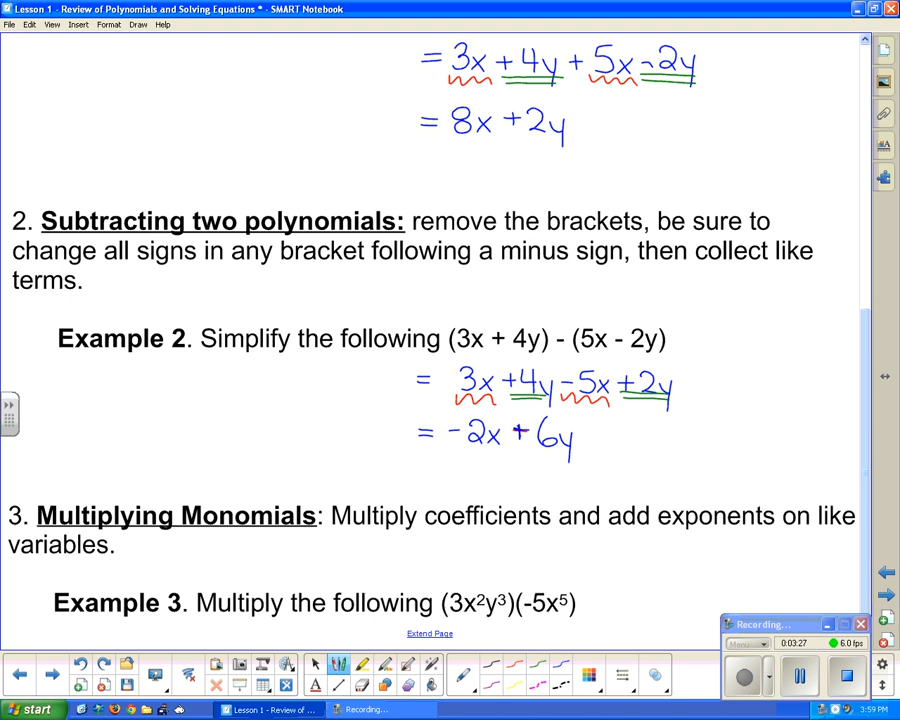 Lesson 1 - Review of Polynomials and Solving Equations * - SMART Notebook
File Edit View Insert Format Draw Help
= 3x + 4y + 5x - 2y
= 8x + 2y
2. Subtracting two polynomials: remove the brackets, be sure to
change all signs in any bracket following a minus sign, then collect like
terms.
Example 2. Simplify the following (3x + 4y) - (5x - 2y)
= 3x + 4y - 5x + 2y
= - 2x + 6y
3. Multiplying Monomials: Multiply coefficients and add exponents on like
variables.
Example 3. Multiply the following (3x²y³)(-5x⁵)
Extend Page
Recording...
Menu 00:03:27 6.0 fps
start Lesson 1 - Review of ... Recording... 3:59 PM